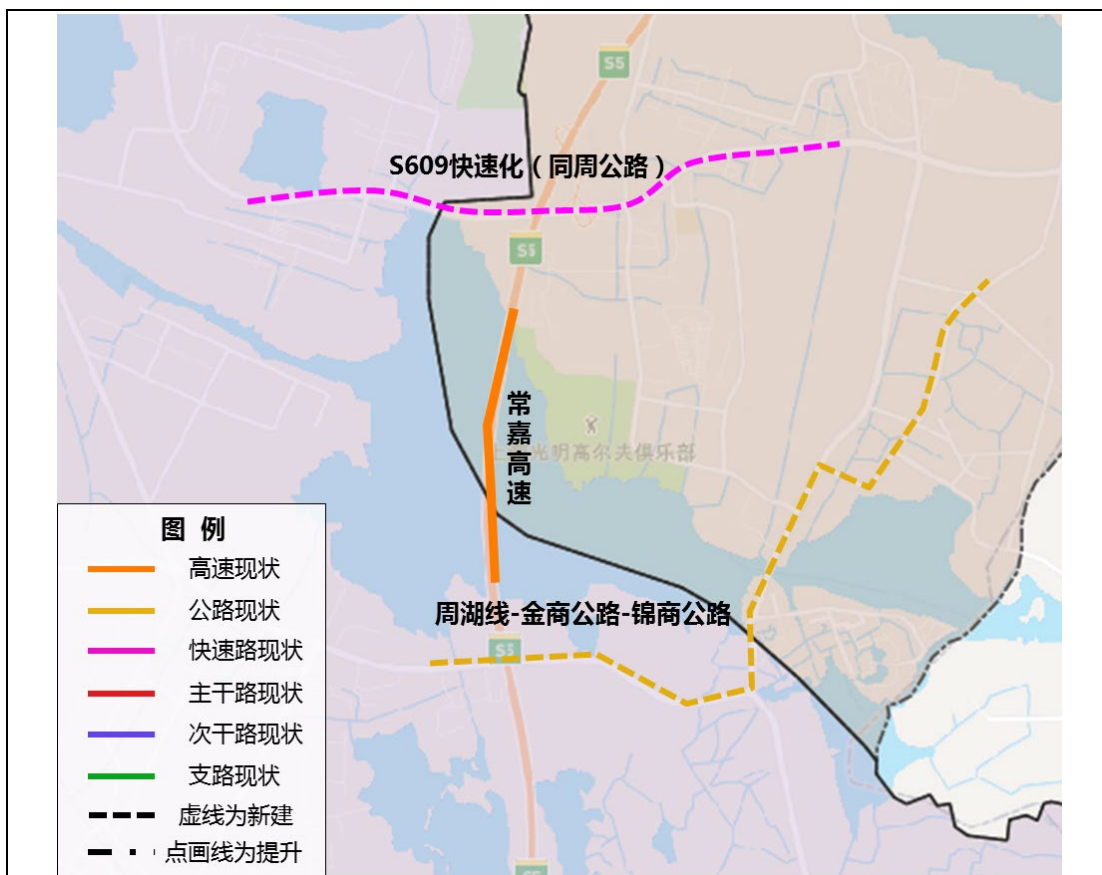 S5
S609快速化（同周公路）
S5
常嘉高速
上海光明高尔夫俱乐部
周湖线-金商公路-锦商公路
S5
S5
图 例
高速现状
公路现状
快速路现状
主干路现状
次干路现状
支路现状
虚线为新建
点画线为提升